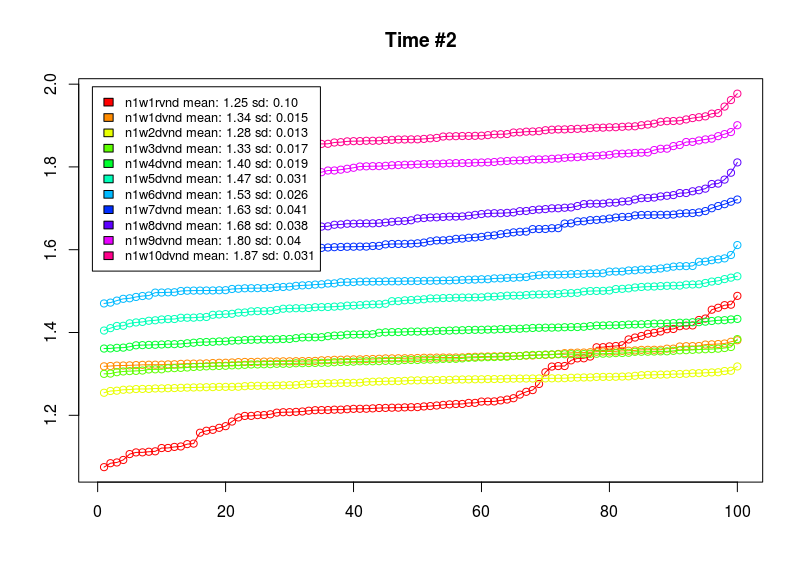 Time #2
n1w1rvnd mean: 1.25 sd: 0.10
n1w1dvnd mean: 1.34 sd: 0.015
n1w2dvnd mean: 1.28 sd: 0.013
n1w3dvnd mean: 1.33 sd: 0.017
n1w4dvnd mean: 1.40 sd: 0.019
n1w5dvnd mean: 1.47 sd: 0.031
n1w6dvnd mean: 1.53 sd: 0.026
n1w7dvnd mean: 1.63 sd: 0.041
n1w8dvnd mean: 1.68 sd: 0.038
n1w9dvnd mean: 1.80 sd: 0.04
n1w10dvnd mean: 1.87 sd: 0.031
2.0
1.8
1.6
1.4
1.2
0 20 40 60 80 100